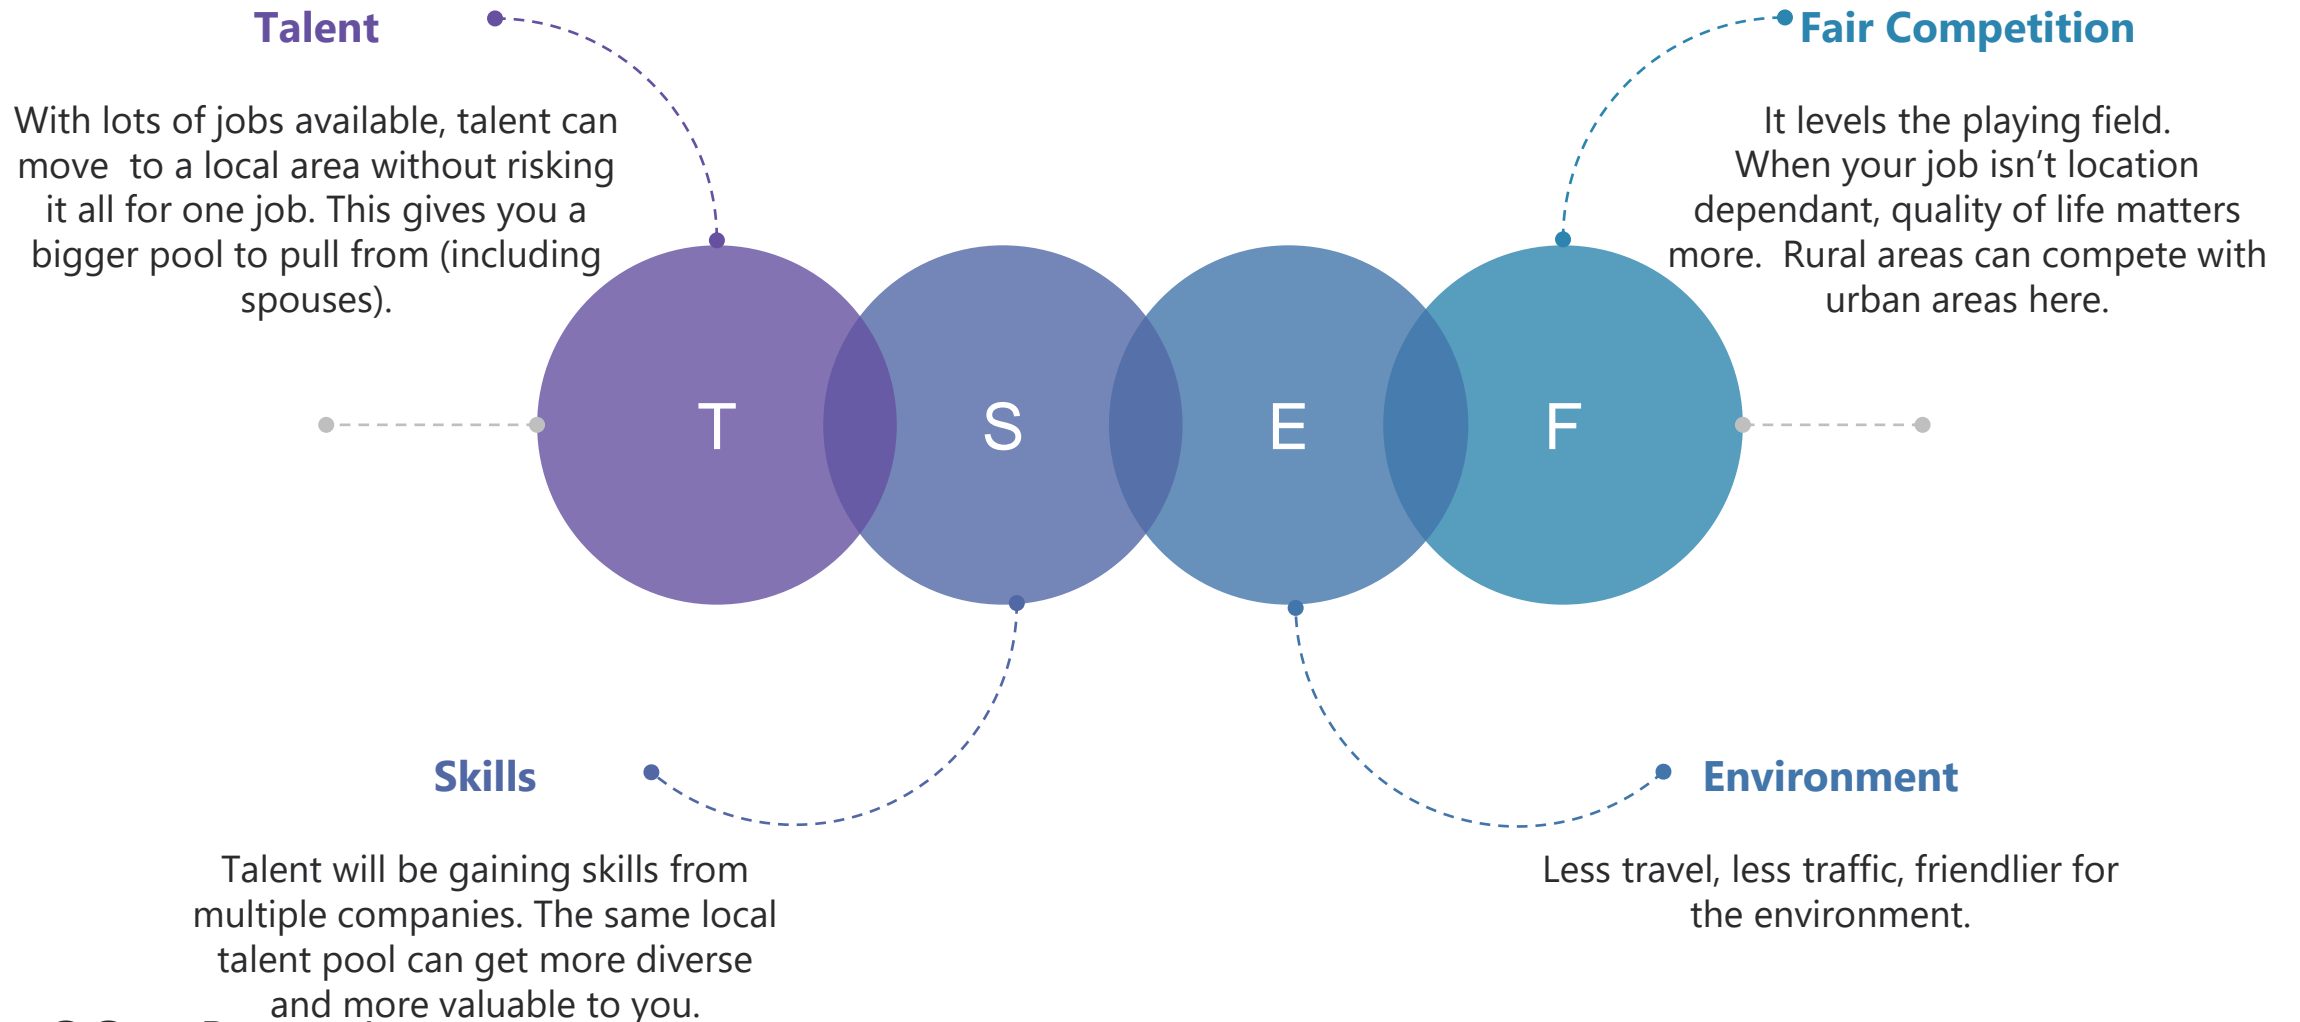 Talent
With lots of jobs available, talent can
move  to a local area without risking
it all for one job. This gives you a
bigger pool to pull from (including
spouses).
Fair Competition
It levels the playing field.
When your job isn’t location
dependant, quality of life matters
more.  Rural areas can compete with
urban areas here.
T
S
E
F
Skills
Talent will be gaining skills from
multiple companies. The same local
talent pool can get more diverse
and more valuable to you.
Environment
Less travel, less traffic, friendlier for
the environment.